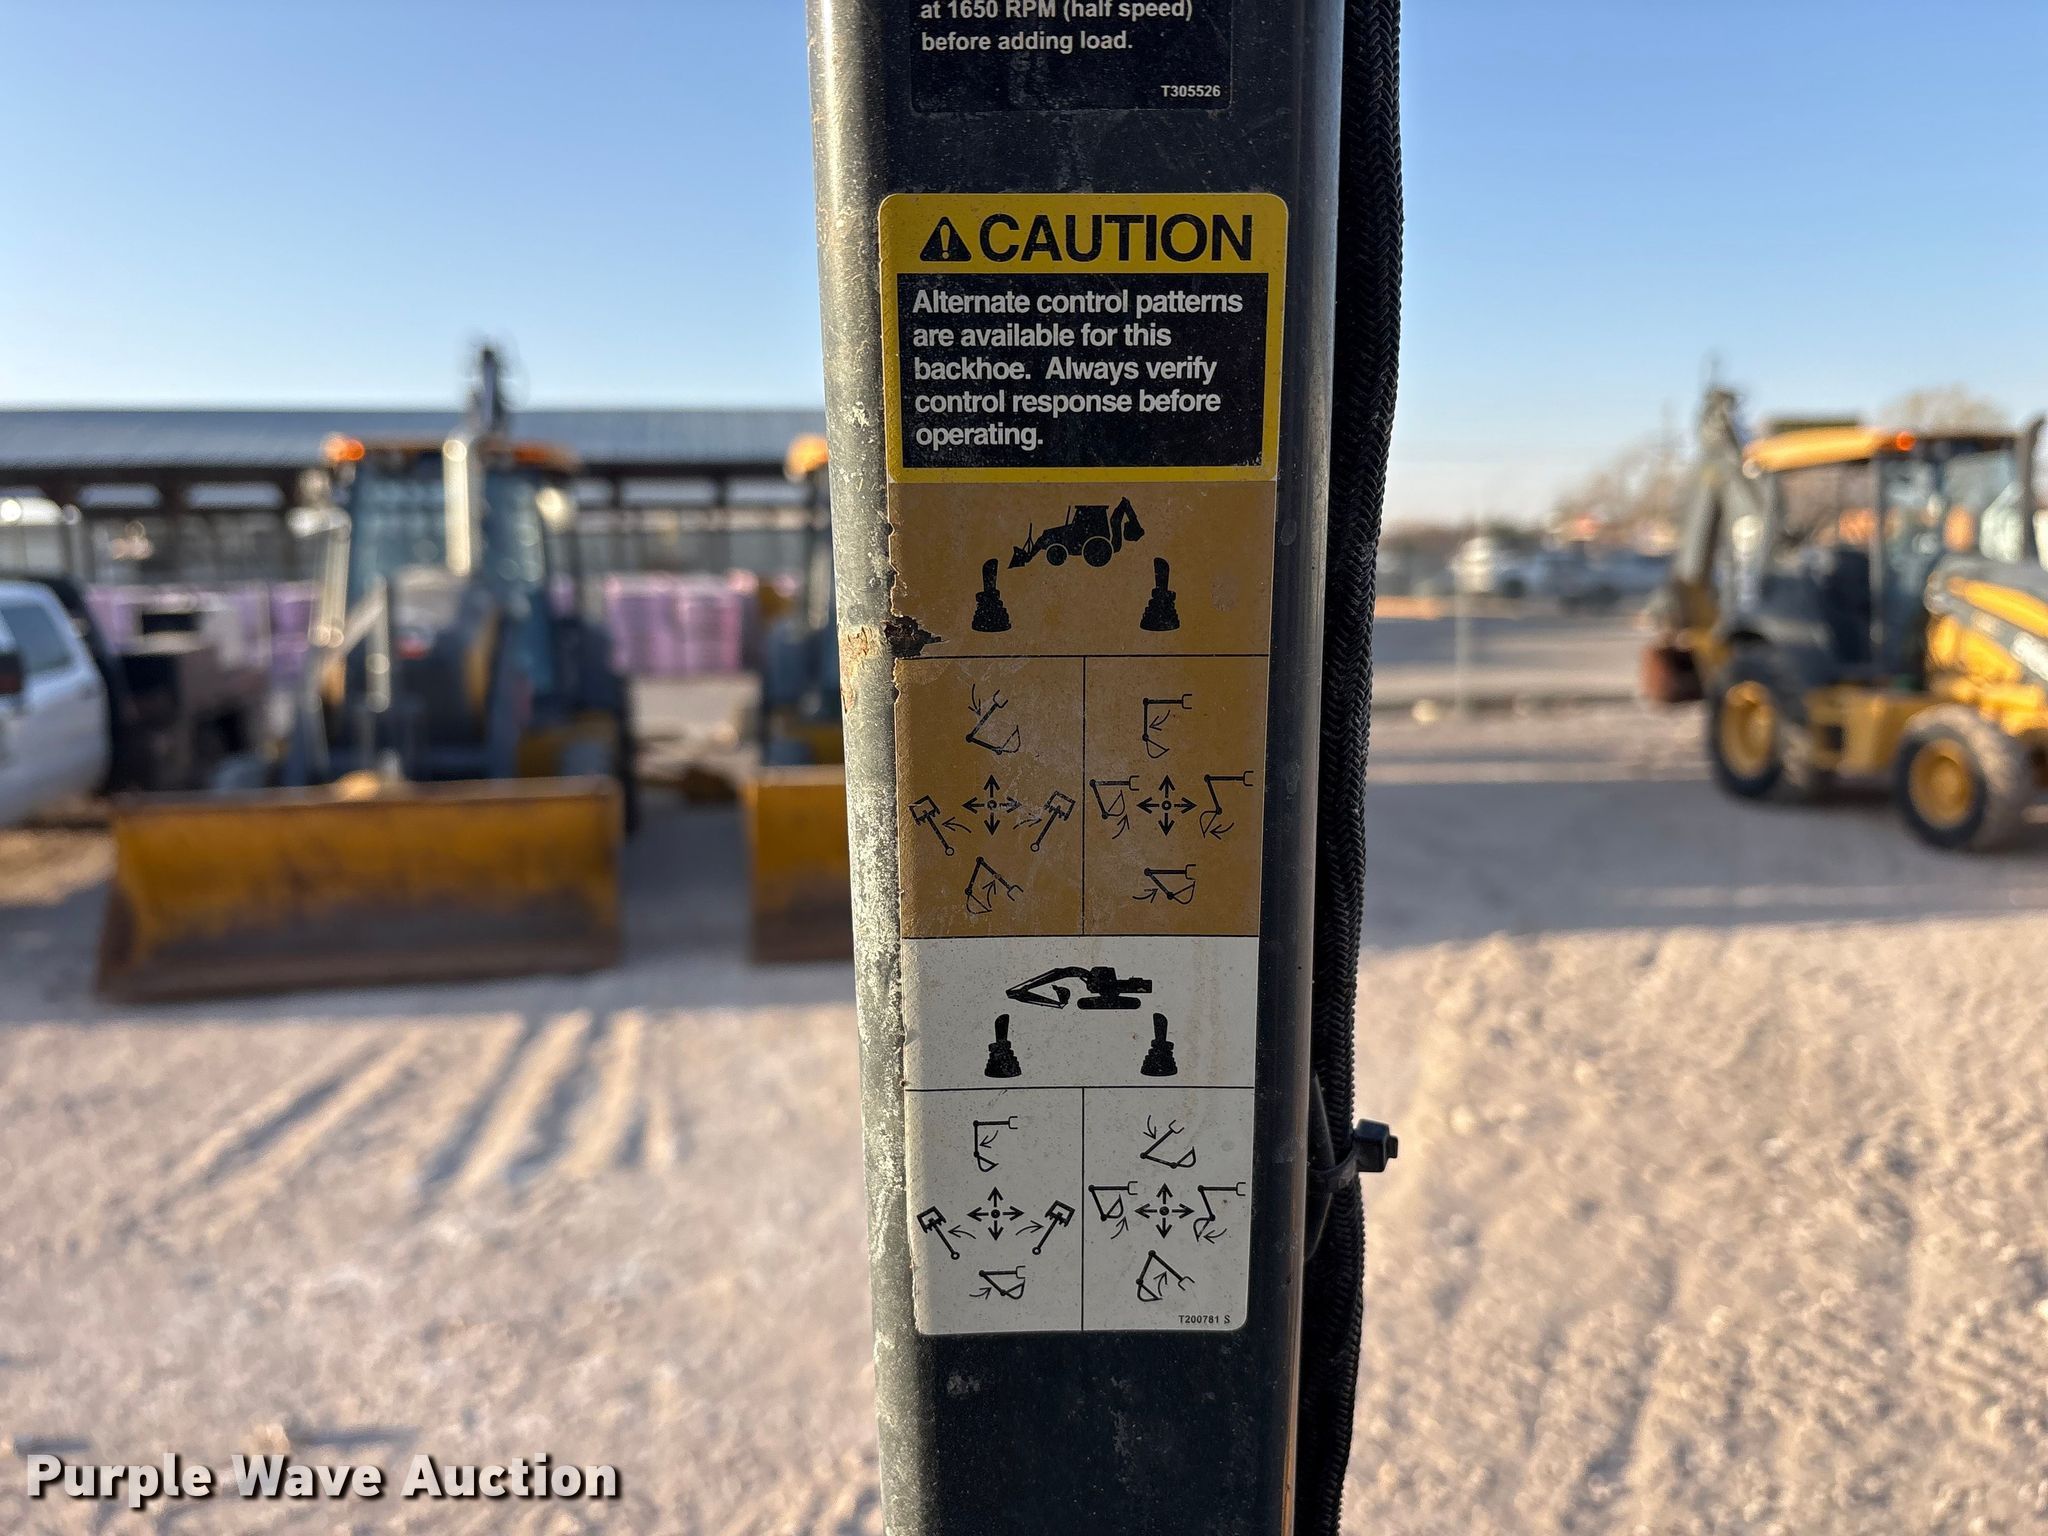 at 1650 RPM (half speed)
before adding load.
T305526
CAUTION
Alternate control patterns
are available for this
backhoe.  Always verify
control response before
operating.
T200781 S
Purple Wave Auction